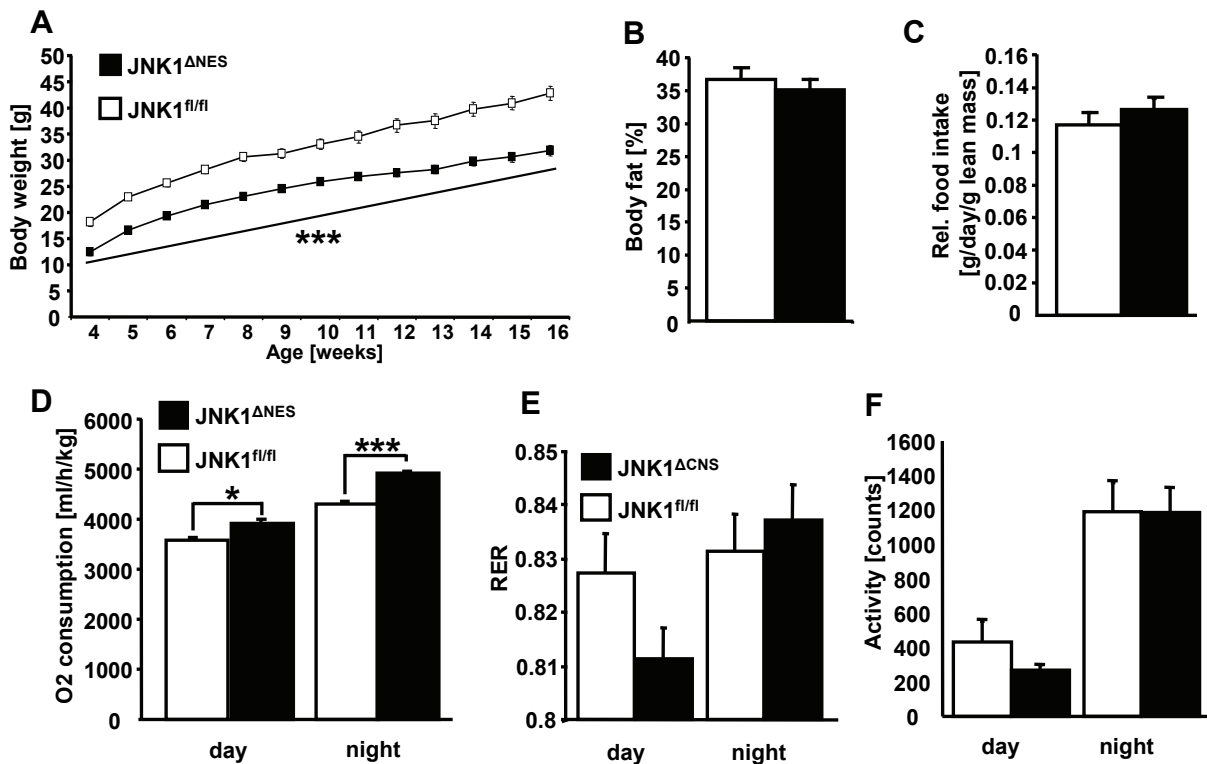 A
Body weight [g]
50
45
40
35
30
25
20
15
10
5
0
JNK1ΔNES
JNK1fl/fl
***
4 5 6 7 8 9 10 11 12 13 14 15 16
Age [weeks]
B
Body fat [%]
40
35
30
25
20
15
10
5
0
C
Rel. food intake
[g/day/g lean mass]
0.16
0.14
0.12
0.10
0.08
0.06
0.04
0.02
0
D
O2 consumption [ml/h/kg]
6000
5000
4000
3000
2000
1000
0
JNK1ΔNES
JNK1fl/fl
*
***
day night
E
RER
0.85
0.84
0.83
0.82
0.81
0.8
JNK1ΔCNS
JNK1fl/fl
day night
F
Activity [counts]
1600
1400
1200
1000
800
600
400
200
0
day night